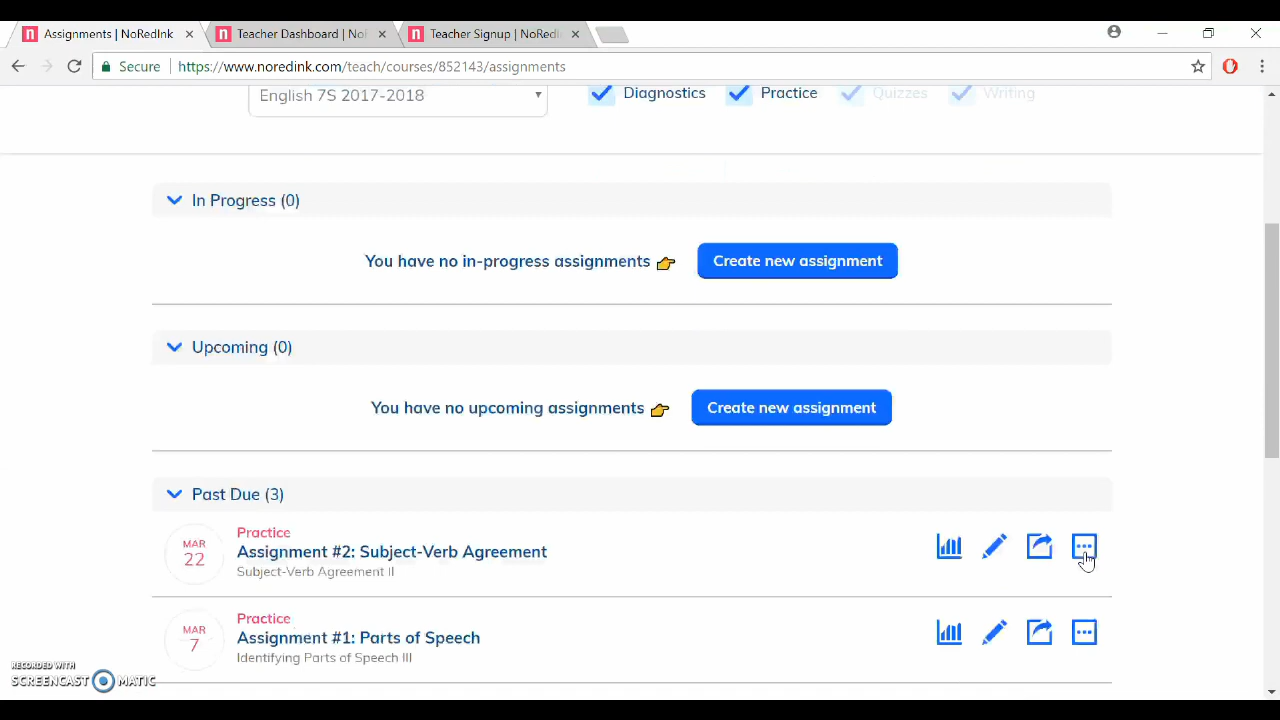 Assignments | NoRedInk
Teacher Dashboard | NoR
Teacher Signup | NoRedI
Secure
https://www.noredink.com/teach/courses/852143/assignments
English 7S 2017-2018
Diagnostics
Practice
Quizzes
Writing
In Progress (0)
You have no in-progress assignments
Create new assignment
Upcoming (0)
You have no upcoming assignments
Create new assignment
Past Due (3)
MAR
22
Practice
Assignment #2: Subject-Verb Agreement
Subject-Verb Agreement II
MAR
7
Practice
Assignment #1: Parts of Speech
Identifying Parts of Speech III
RECORDED WITH
SCREENCAST MATIC